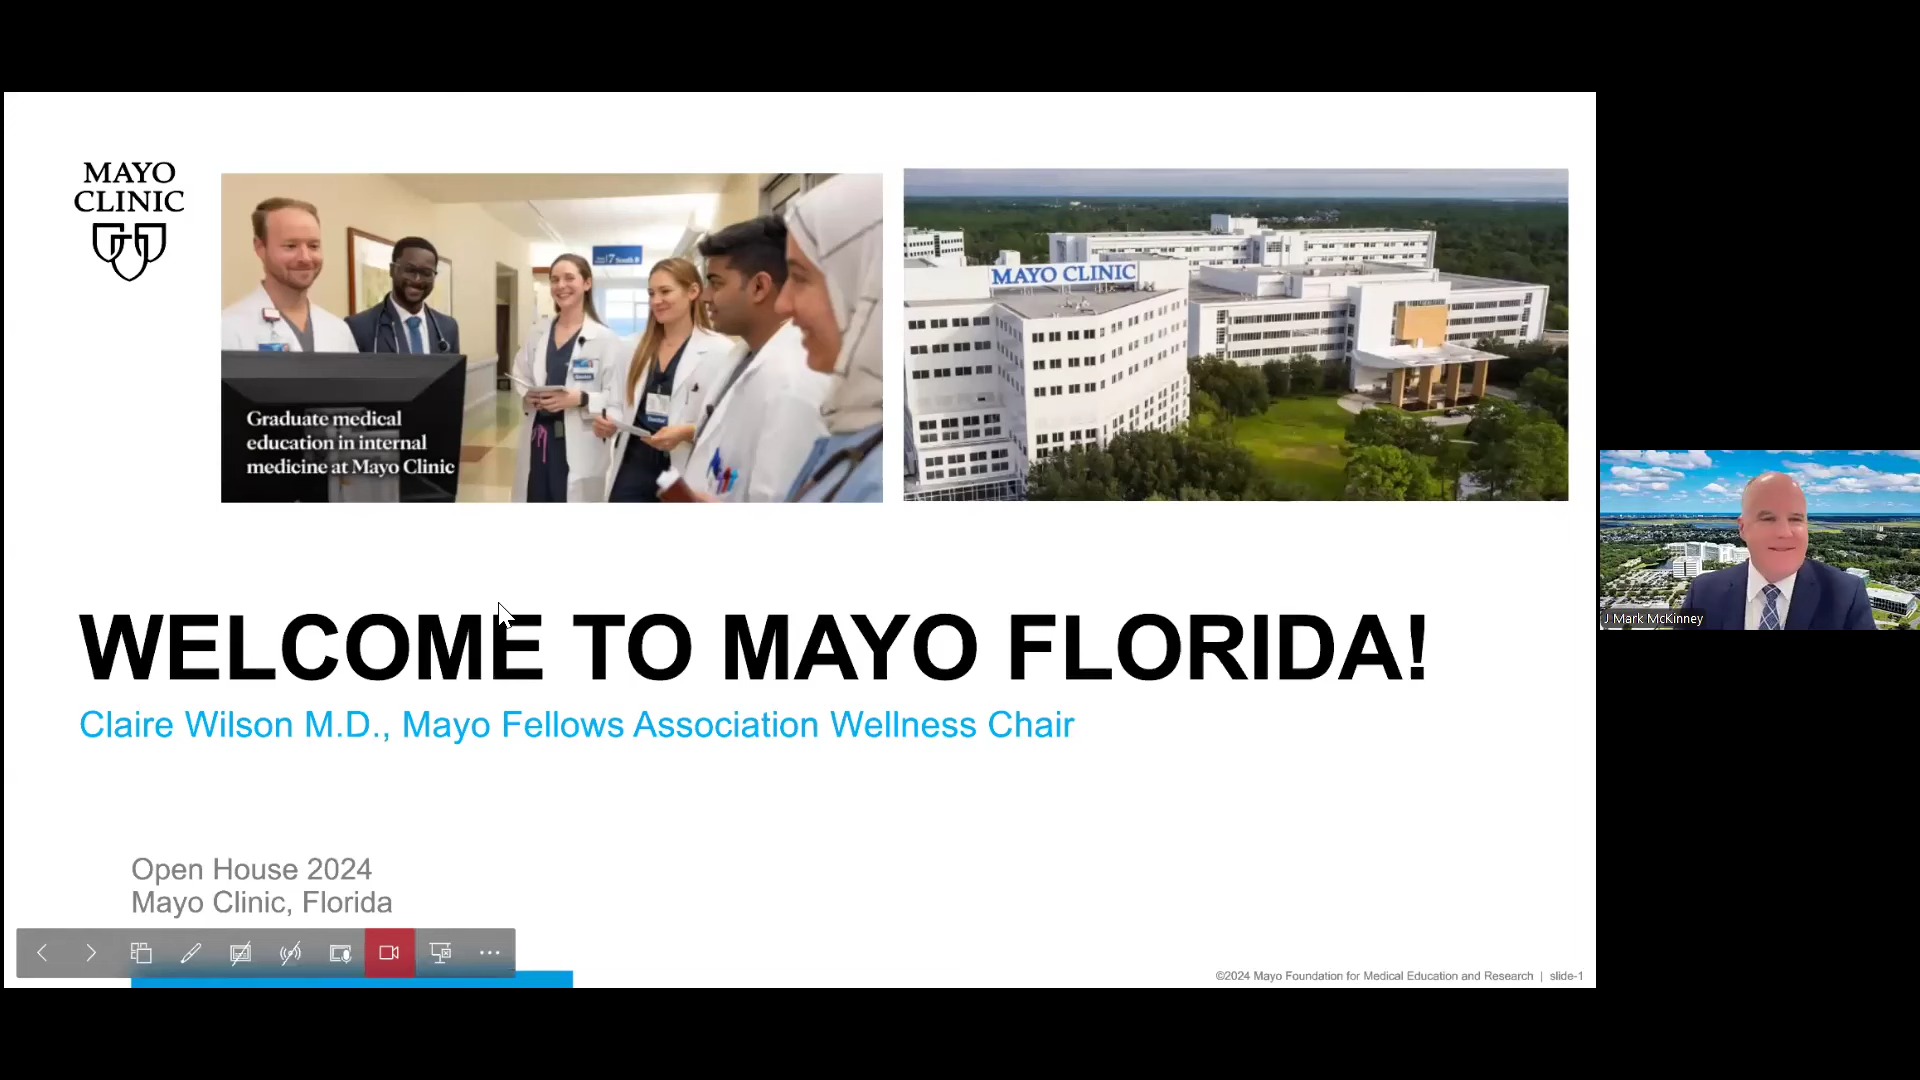 MAYO
CLINIC
17 South B
MAYO CLINIC
Graduate medical
education in internal
medicine at Mayo Clinic
WELCOME TO MAYO FLORIDA!
Claire Wilson M.D., Mayo Fellows Association Wellness Chair
Open House 2024
Mayo Clinic, Florida
©2024 Mayo Foundation for Medical Education and Research | slide-1
J Mark McKinney